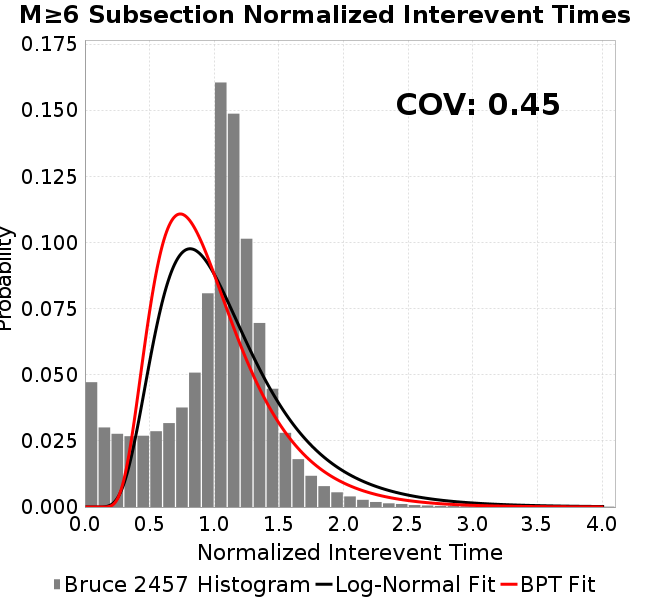 M≥6 Subsection Normalized Interevent Times
COV: 0.45
Probability
0.175
0.150
0.125
0.100
0.075
0.050
0.025
0.000
0.0 0.5 1.0 1.5 2.0 2.5 3.0 3.5 4.0
Normalized Interevent Time
Bruce 2457 Histogram Log-Normal Fit BPT Fit